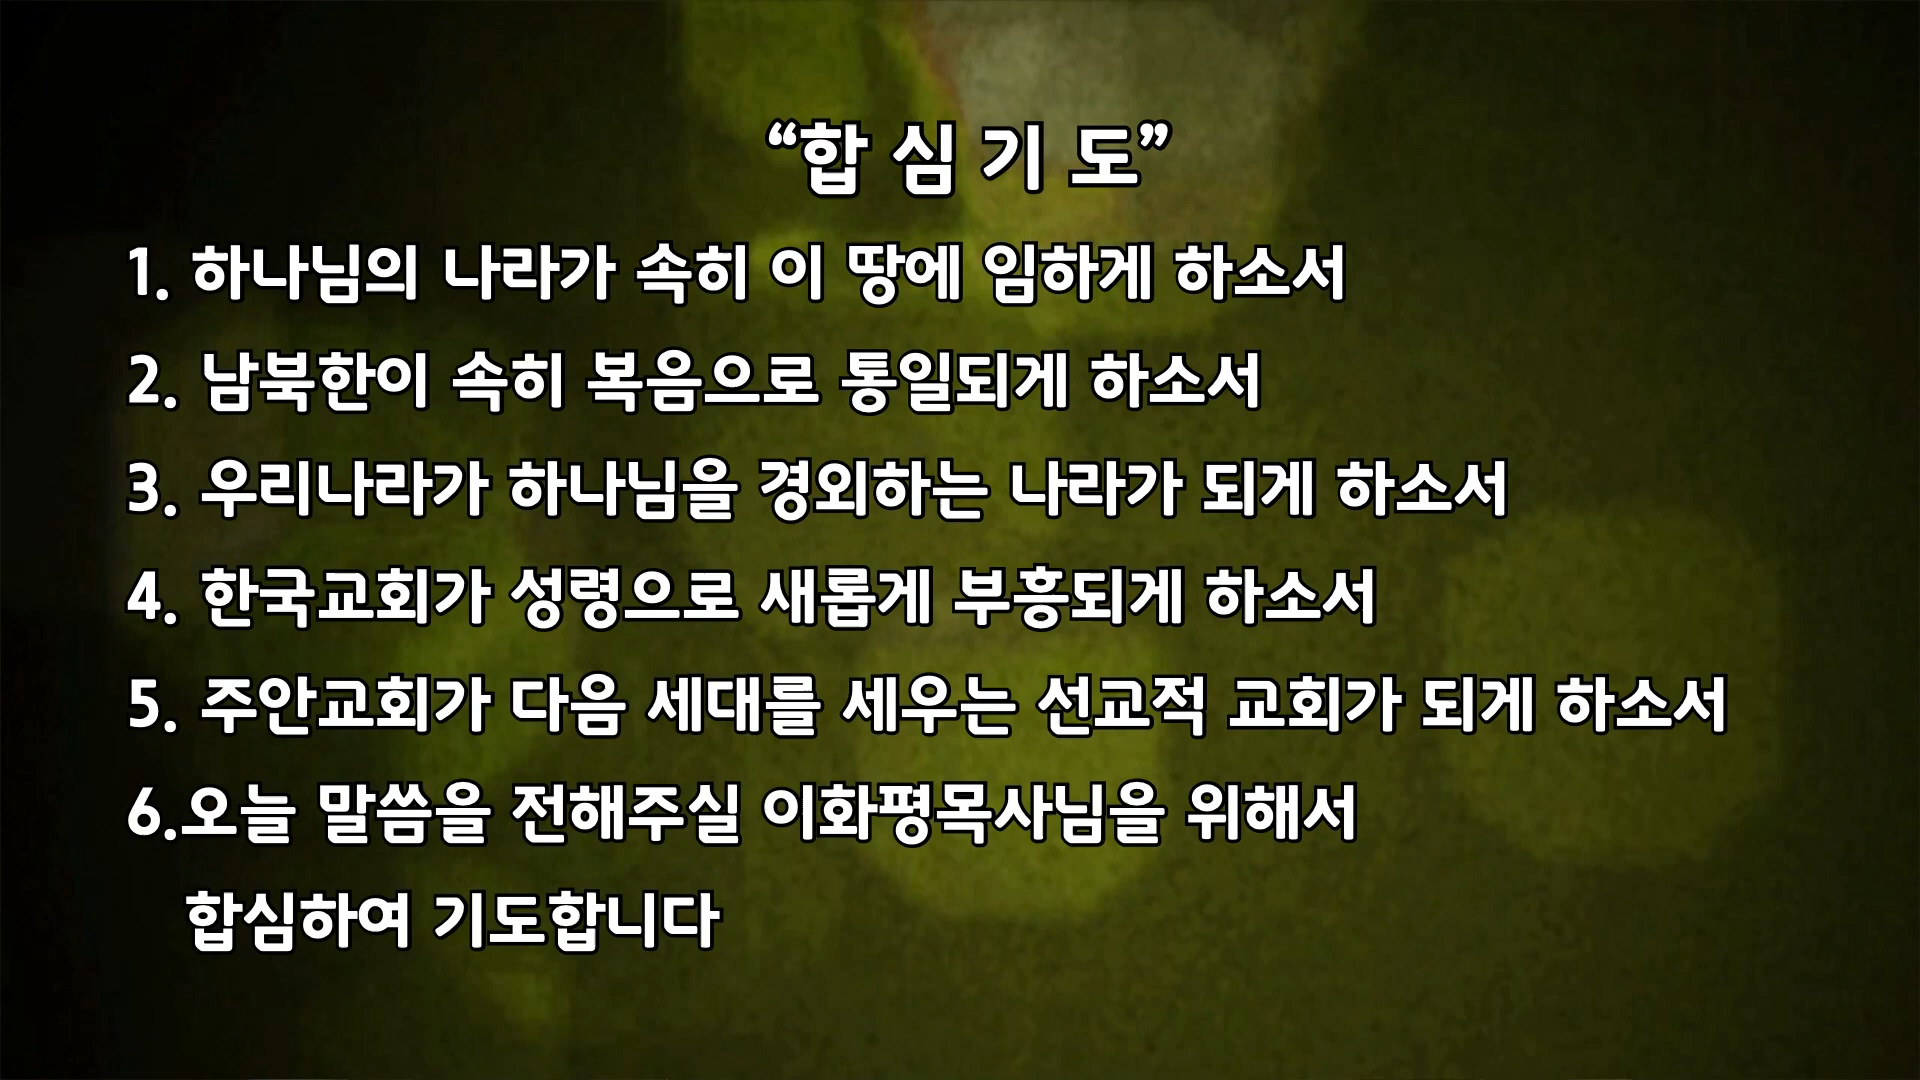 “합 심 기 도”
1. 하나님의 나라가 속히 이 땅에 임하게 하소서
2. 남북한이 속히 복음으로 통일되게 하소서
3. 우리나라가 하나님을 경외하는 나라가 되게 하소서
4. 한국교회가 성령으로 새롭게 부흥되게 하소서
5. 주안교회가 다음 세대를 세우는 선교적 교회가 되게 하소서
6.오늘 말씀을 전해주실 이화평목사님을 위해서
합심하여 기도합니다